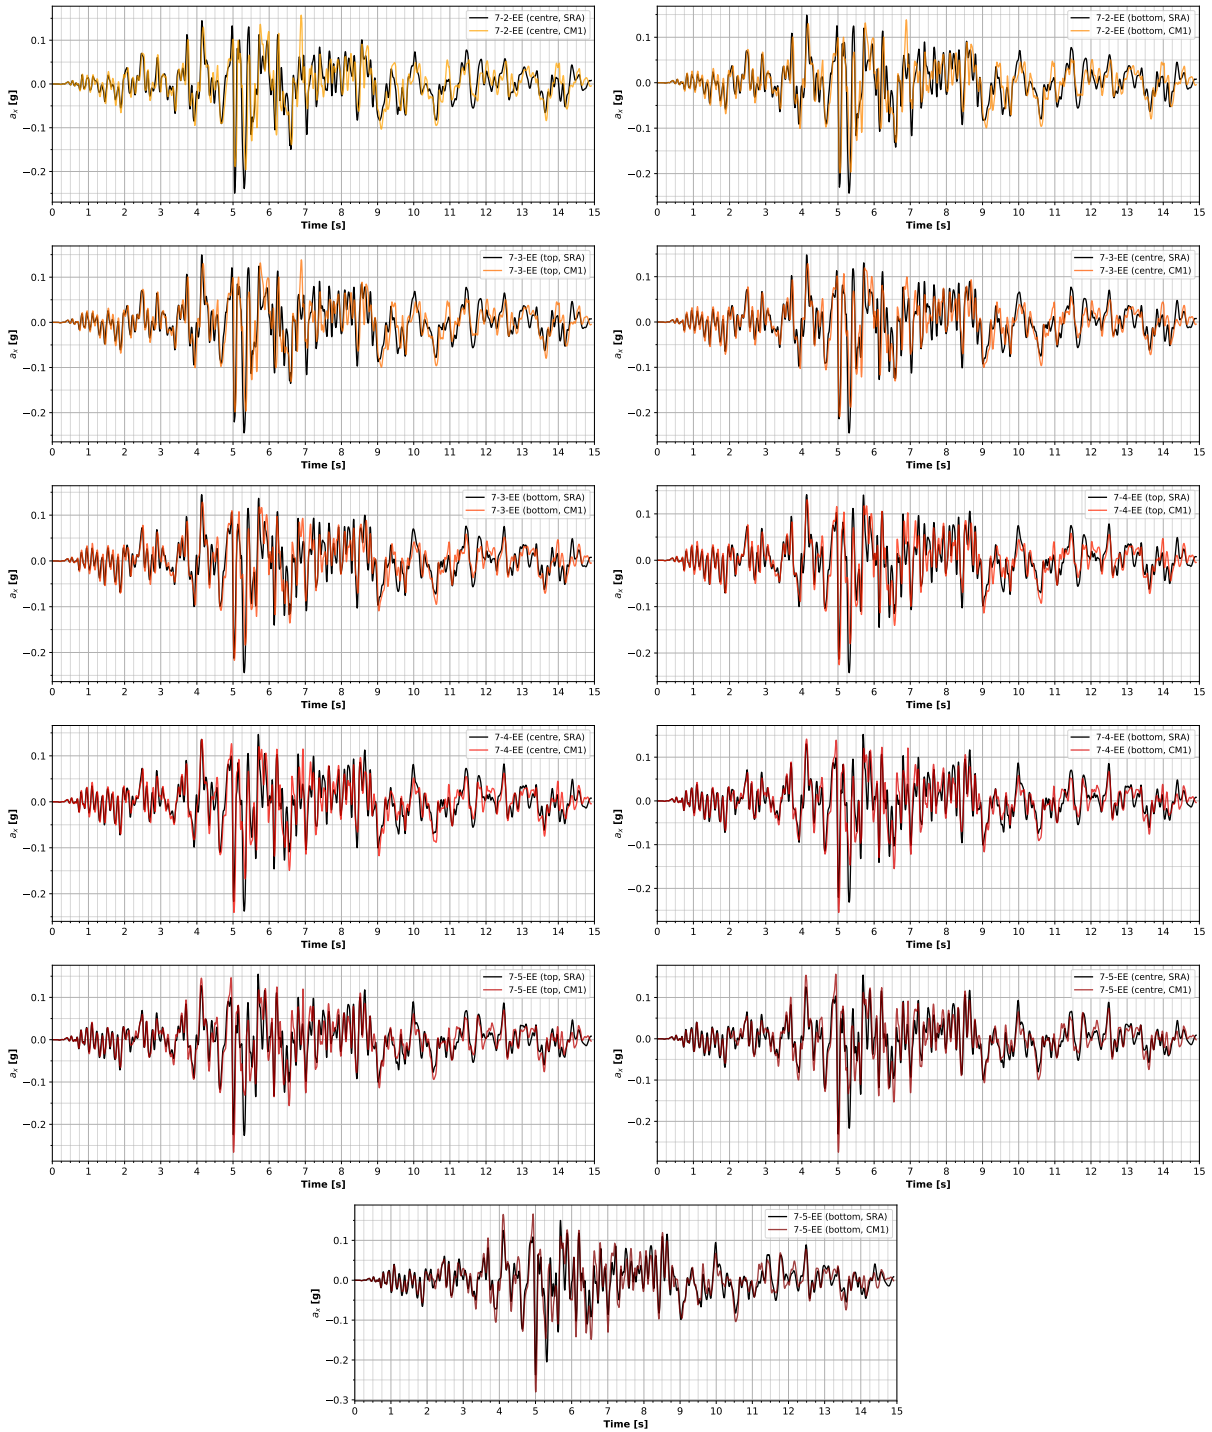 7-2-EE (centre, SRA)
7-2-EE (centre, CM1)
a_x [g]
0.1
0.0
−0.1
−0.2
0 1 2 3 4 5 6 7 8 9 10 11 12 13 14 15
Time [s]
7-2-EE (bottom, SRA)
7-2-EE (bottom, CM1)
a_x [g]
0.1
0.0
−0.1
−0.2
0 1 2 3 4 5 6 7 8 9 10 11 12 13 14 15
Time [s]
7-3-EE (top, SRA)
7-3-EE (top, CM1)
a_x [g]
0.1
0.0
−0.1
−0.2
0 1 2 3 4 5 6 7 8 9 10 11 12 13 14 15
Time [s]
7-3-EE (centre, SRA)
7-3-EE (centre, CM1)
a_x [g]
0.1
0.0
−0.1
−0.2
0 1 2 3 4 5 6 7 8 9 10 11 12 13 14 15
Time [s]
7-3-EE (bottom, SRA)
7-3-EE (bottom, CM1)
a_x [g]
0.1
0.0
−0.1
−0.2
0 1 2 3 4 5 6 7 8 9 10 11 12 13 14 15
Time [s]
7-4-EE (top, SRA)
7-4-EE (top, CM1)
a_x [g]
0.1
0.0
−0.1
−0.2
0 1 2 3 4 5 6 7 8 9 10 11 12 13 14 15
Time [s]
7-4-EE (centre, SRA)
7-4-EE (centre, CM1)
a_x [g]
0.1
0.0
−0.1
−0.2
0 1 2 3 4 5 6 7 8 9 10 11 12 13 14 15
Time [s]
7-4-EE (bottom, SRA)
7-4-EE (bottom, CM1)
a_x [g]
0.1
0.0
−0.1
−0.2
0 1 2 3 4 5 6 7 8 9 10 11 12 13 14 15
Time [s]
7-5-EE (top, SRA)
7-5-EE (top, CM1)
a_x [g]
0.1
0.0
−0.1
−0.2
0 1 2 3 4 5 6 7 8 9 10 11 12 13 14 15
Time [s]
7-5-EE (centre, SRA)
7-5-EE (centre, CM1)
a_x [g]
0.1
0.0
−0.1
−0.2
0 1 2 3 4 5 6 7 8 9 10 11 12 13 14 15
Time [s]
7-5-EE (bottom, SRA)
7-5-EE (bottom, CM1)
a_x [g]
0.1
0.0
−0.1
−0.2
−0.3
0 1 2 3 4 5 6 7 8 9 10 11 12 13 14 15
Time [s]